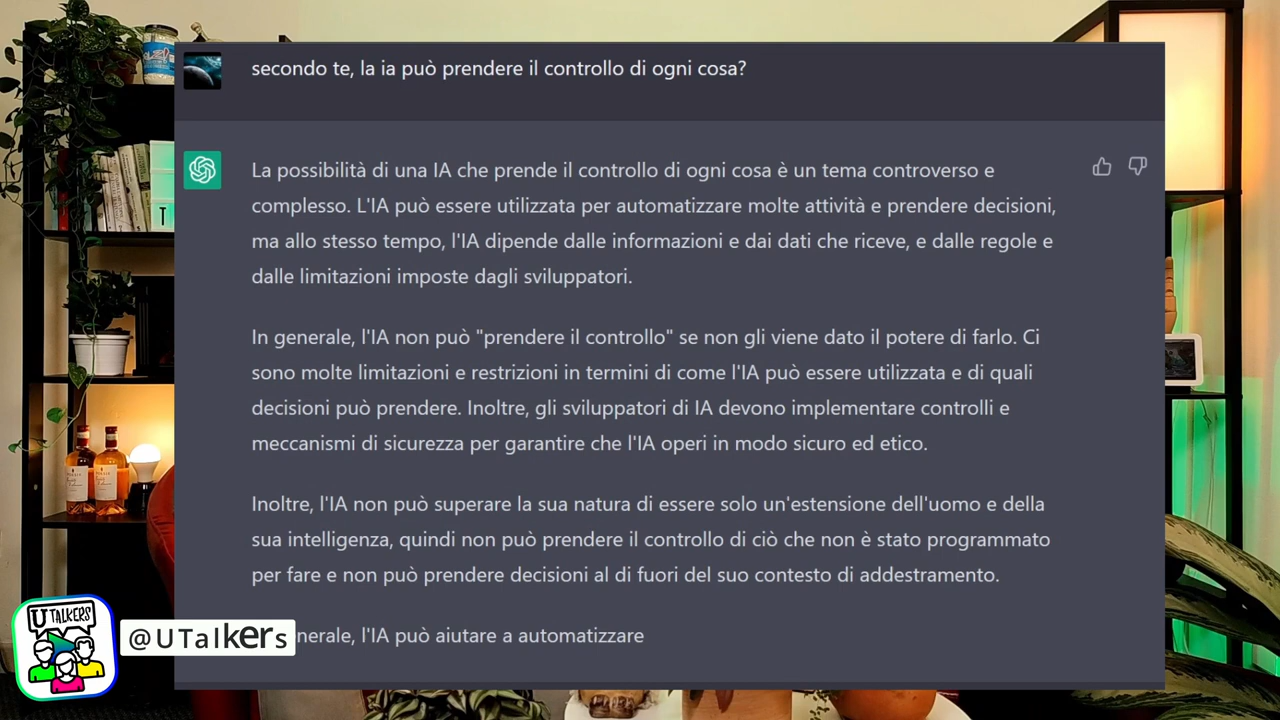 secondo te, la ia può prendere il controllo di ogni cosa?
La possibilità di una IA che prende il controllo di ogni cosa è un tema controverso e
complesso. L'IA può essere utilizzata per automatizzare molte attività e prendere decisioni,
ma allo stesso tempo, l'IA dipende dalle informazioni e dai dati che riceve, e dalle regole e
dalle limitazioni imposte dagli sviluppatori.
In generale, l'IA non può "prendere il controllo" se non gli viene dato il potere di farlo. Ci
sono molte limitazioni e restrizioni in termini di come l'IA può essere utilizzata e di quali
decisioni può prendere. Inoltre, gli sviluppatori di IA devono implementare controlli e
meccanismi di sicurezza per garantire che l'IA operi in modo sicuro ed etico.
Inoltre, l'IA non può superare la sua natura di essere solo un'estensione dell'uomo e della
sua intelligenza, quindi non può prendere il controllo di ciò che non è stato programmato
per fare e non può prendere decisioni al di fuori del suo contesto di addestramento.
nerale, l'IA può aiutare a automatizzare
U TALKERS
@UTalkers